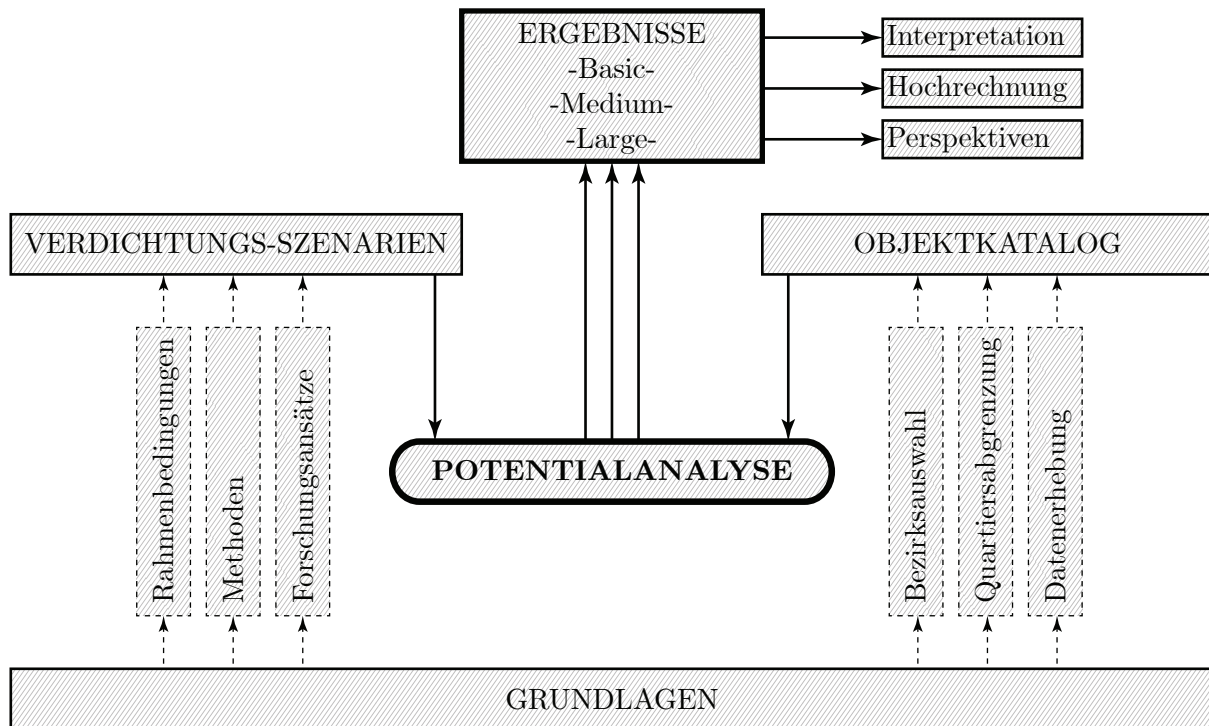 ERGEBNISSE
-Basic-
-Medium-
-Large-
Interpretation
Hochrechnung
Perspektiven
VERDICHTUNGS-SZENARIEN
OBJEKTKATALOG
Rahmenbedingungen
Methoden
Forschungsansätze
POTENTIALANALYSE
Bezirksauswahl
Quartiersabgrenzung
Datenerhebung
GRUNDLAGEN